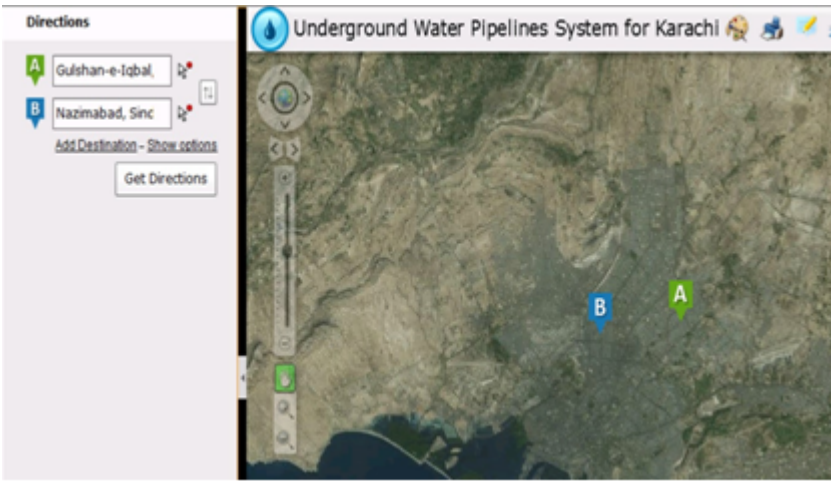 Directions
Underground Water Pipelines System for Karachi
A Gulshan-e-Iqbal,
B Nazimabad, Sinc
Add Destination - Show options
Get Directions
A
B